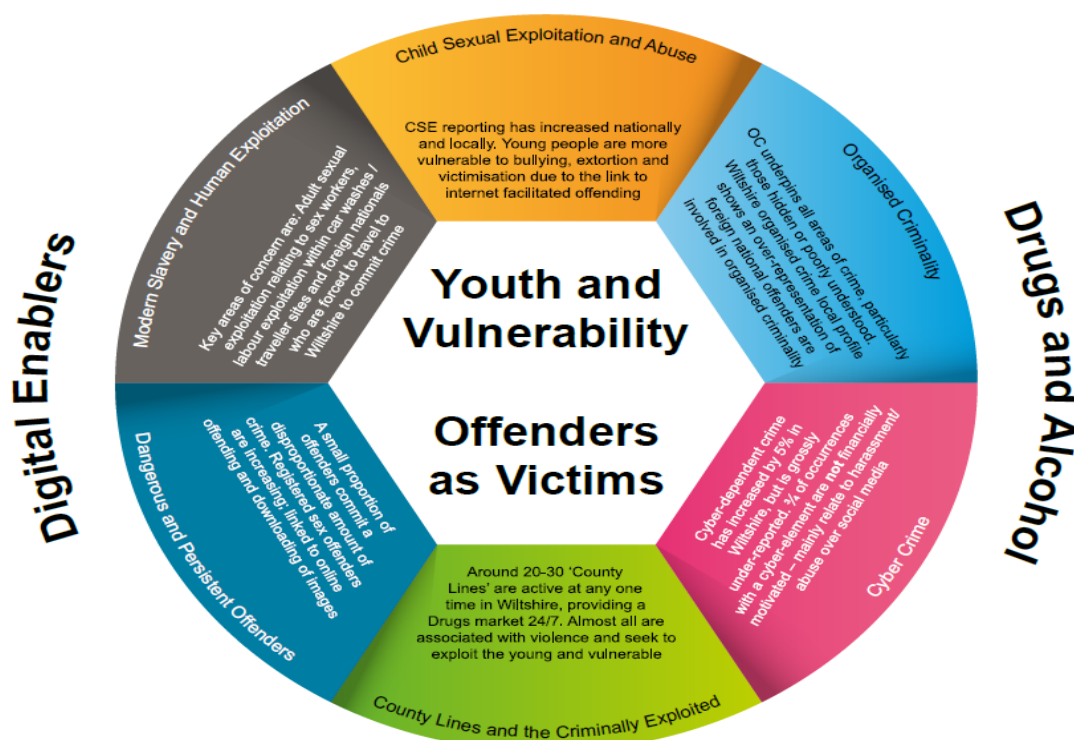 Child Sexual Exploitation and Abuse
CSE reporting has increased nationally
and locally. Young people are more
vulnerable to bullying, extortion and
victimisation due to the link to
internet facilitated offending
Organised Criminality
OC underpins all areas of crime, particularly
those hidden or poorly understood.
Wiltshire organised crime local profile
shows an over-representation of
foreign national offenders are
involved in organised criminality
Cyber Crime
Cyber-dependent crime
has increased by 5% in
Wiltshire, but is grossly
under-reported. ¾ of occurrences
with a cyber-element are not financially
motivated – mainly relate to harassment/
abuse over social media
County Lines and the Criminally Exploited
Around 20-30 ‘County
Lines’ are active at any one
time in Wiltshire, providing a
Drugs market 24/7. Almost all are
associated with violence and seek to
exploit the young and vulnerable
Dangerous and Persistent Offenders
A small proportion of
offenders commit a
disproportionate amount of
crime. Registered sex offenders
are increasing; linked to online
offending and downloading of images
Modern Slavery and Human Exploitation
Key areas of concern are: Adult sexual
exploitation relating to sex workers,
labour exploitation within car washes /
traveller sites and foreign nationals
who are forced to travel to
Wiltshire to commit crime
Youth and
Vulnerability
Offenders
as Victims
Digital Enablers
Drugs and Alcohol